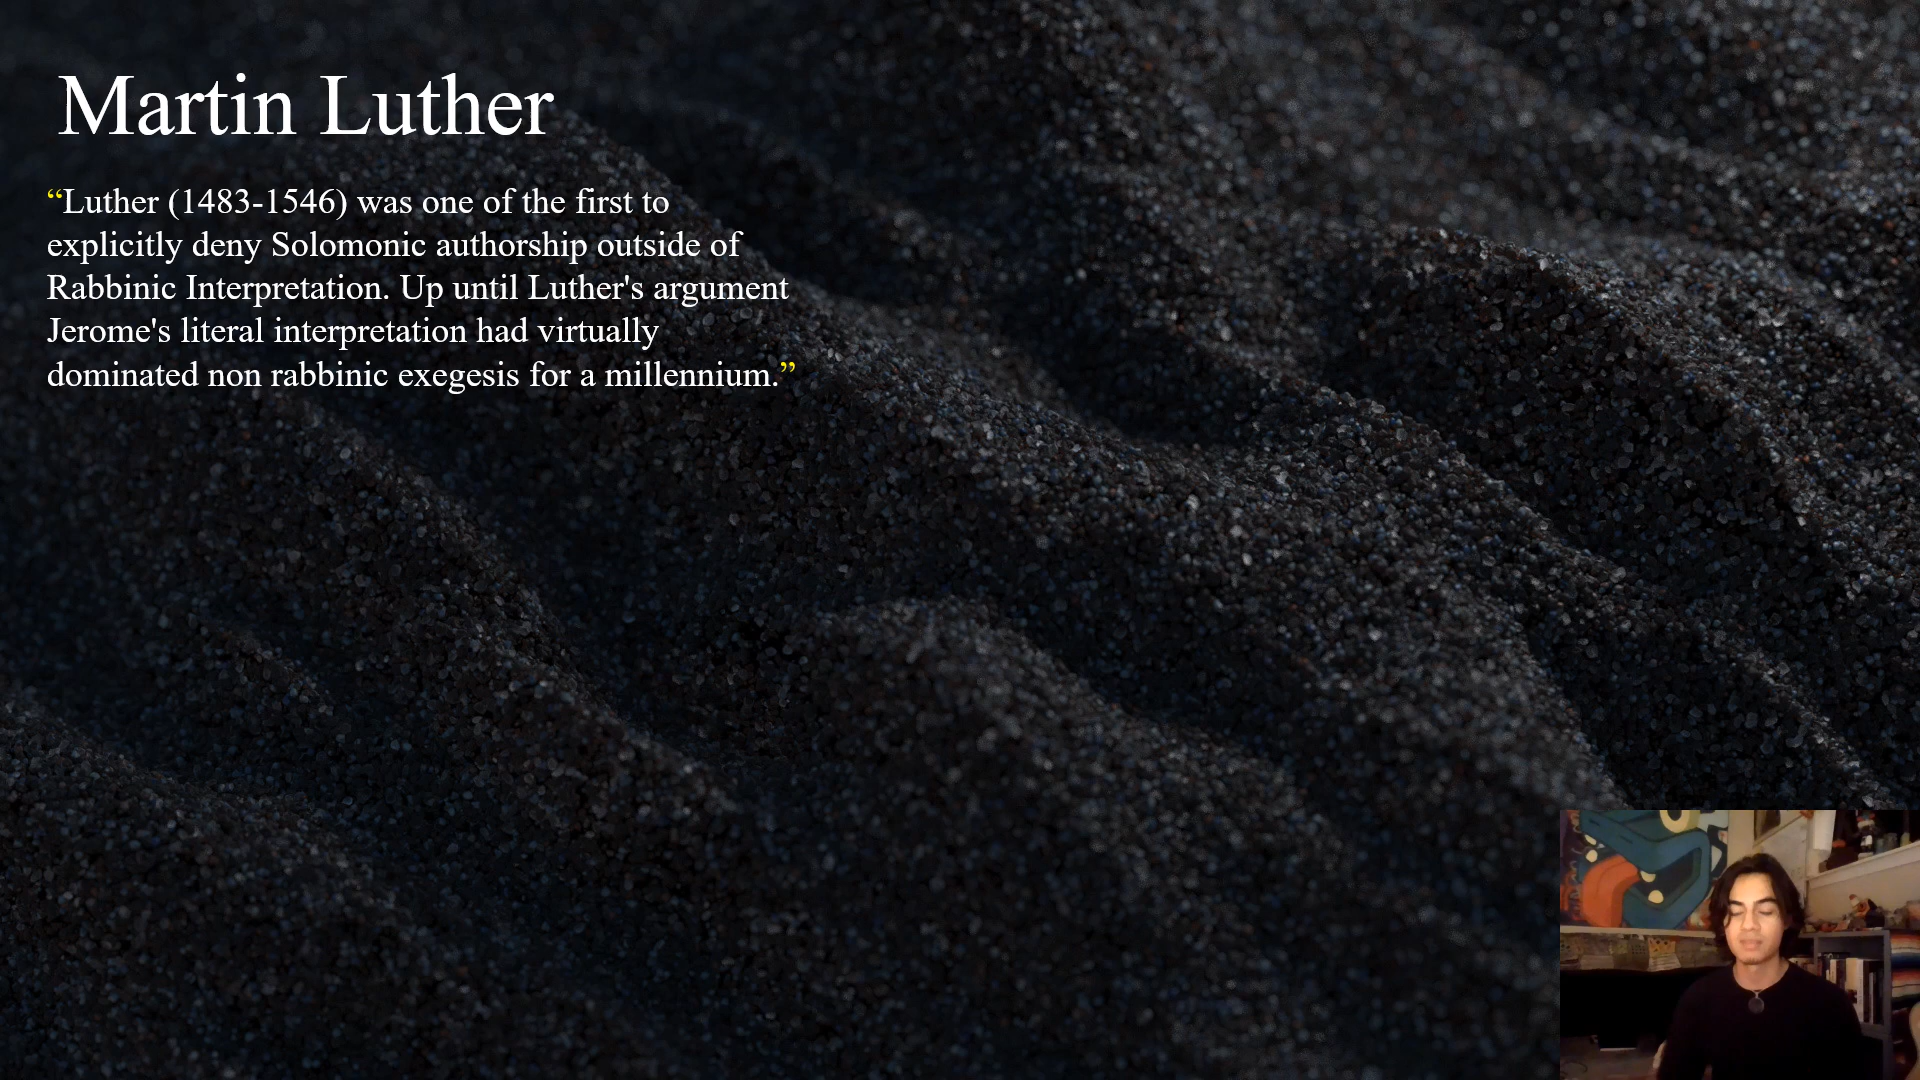 Martin Luther
“Luther (1483-1546) was one of the first to
explicitly deny Solomonic authorship outside of
Rabbinic Interpretation. Up until Luther's argument
Jerome's literal interpretation had virtually
dominated non rabbinic exegesis for a millennium.”